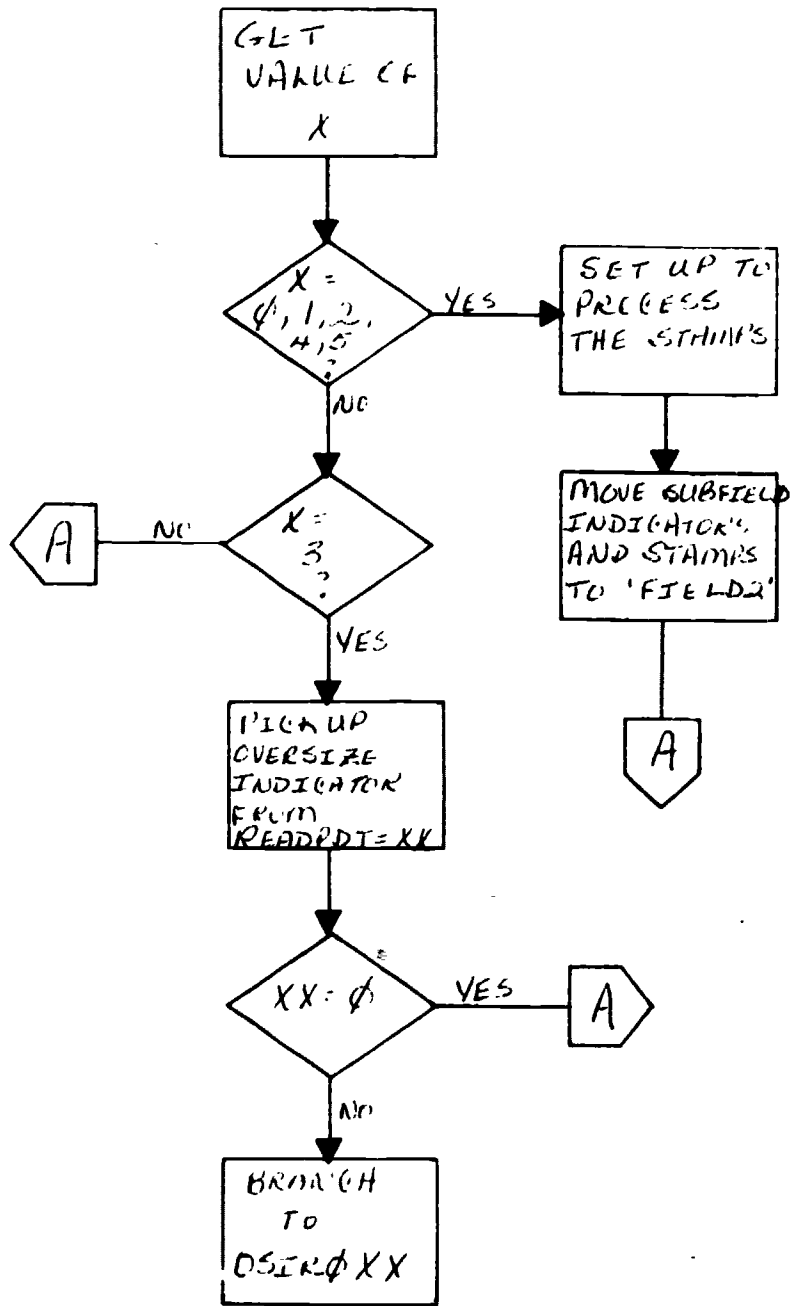 GET
VALUE OF
X
X =
φ, 1, 2,
4, 5
?
YES
SET UP TO
PROCESS
THE STAMPS
NO
MOVE SUBFIELD
INDICATORS
AND STAMPS
TO 'FIELD2'
A
NO
X =
3
?
YES
A
PICK UP
OVERSIZE
INDICATOR
FROM
READPDT=XX
XX = φ
YES
A
NO
BRANCH
TO
OSIRφXX